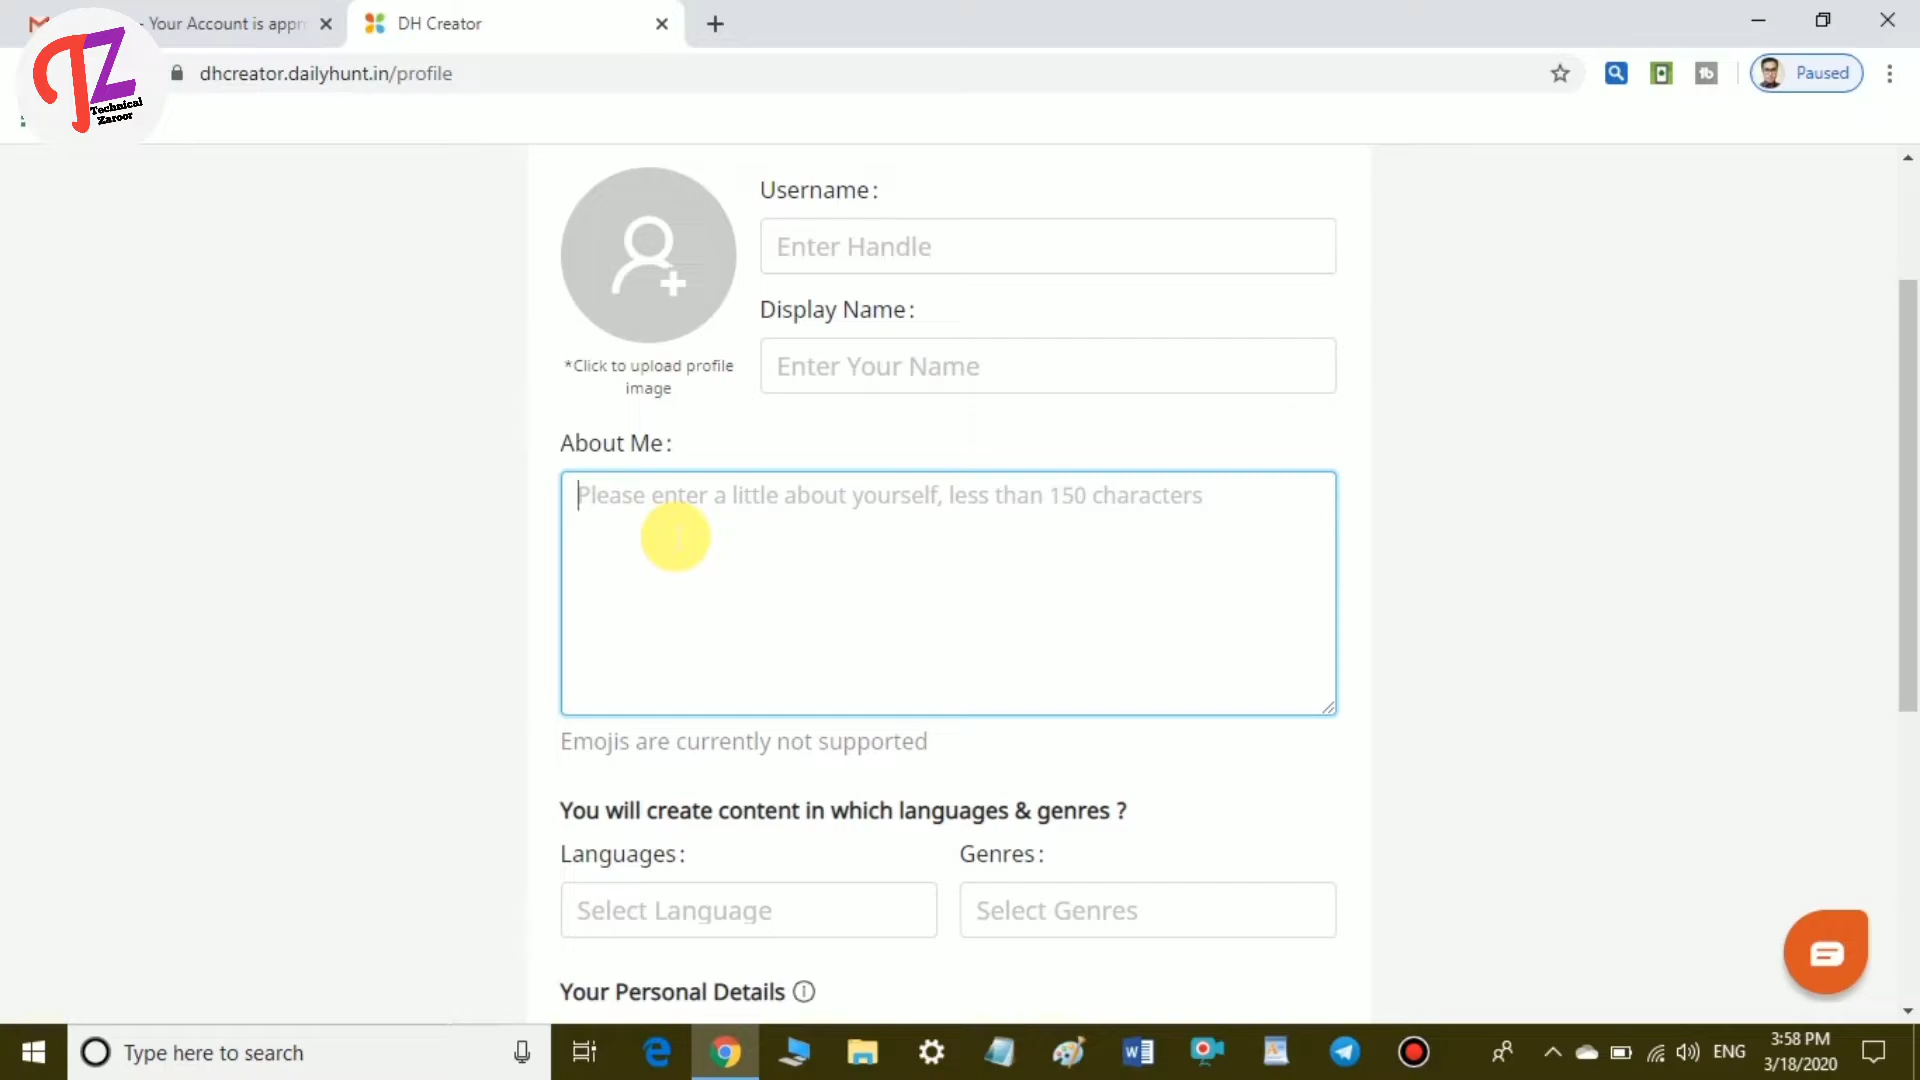 - Your Account is appr
DH Creator
dhcreator.dailyhunt.in/profile
Paused
TZ
Technical
Zaroor
Username:
Enter Handle
Display Name:
Enter Your Name
*Click to upload profile
image
About Me:
Please enter a little about yourself, less than 150 characters
Emojis are currently not supported
You will create content in which languages & genres ?
Languages:
Genres:
Select Language
Select Genres
Your Personal Details
Type here to search
ENG
3:58 PM
3/18/2020